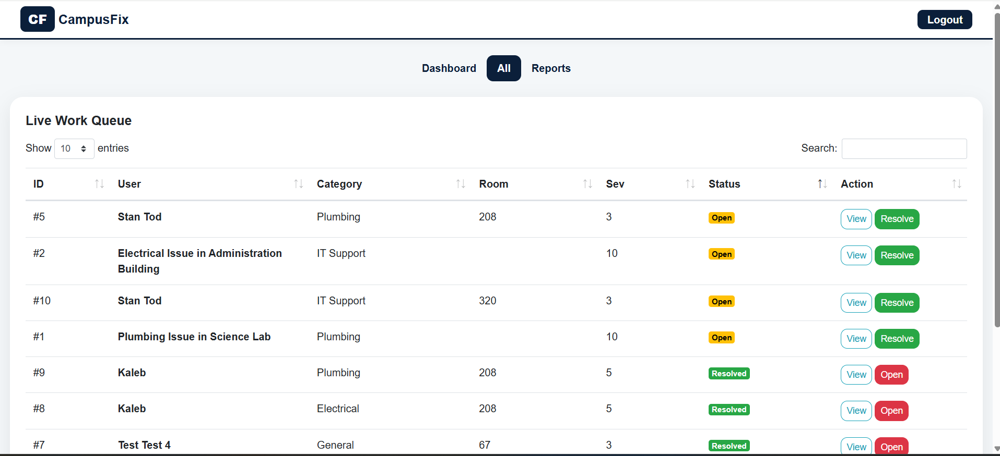 CF CampusFix Logout
Dashboard All Reports
Live Work Queue
Show 10 entries Search:
ID User Category Room Sev Status Action
#5 Stan Tod Plumbing 208 3 Open View Resolve
#2 Electrical Issue in Administration IT Support 10 Open View Resolve
Building
#10 Stan Tod IT Support 320 3 Open View Resolve
#1 Plumbing Issue in Science Lab Plumbing 10 Open View Resolve
#9 Kaleb Plumbing 208 5 Resolved View Open
#8 Kaleb Electrical 208 5 Resolved View Open
#7 Test Test 4 General 67 3 Resolved View Open